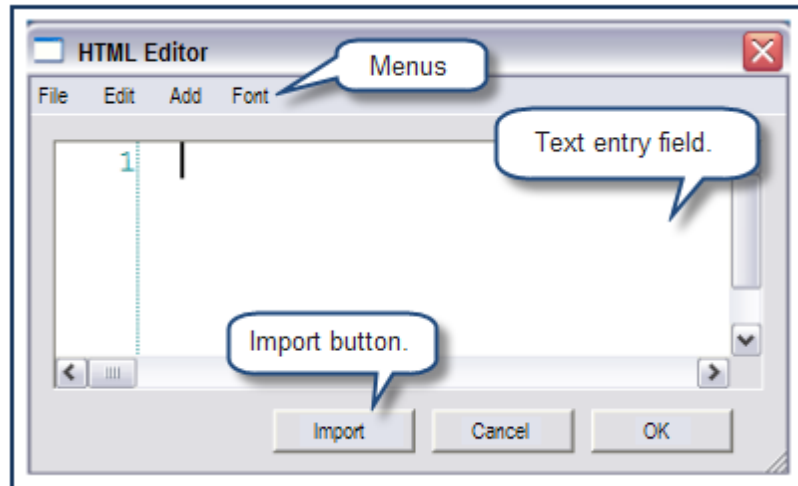 HTML Editor
Menus
File Edit Add Font
Text entry field.
1
Import button.
Import Cancel OK